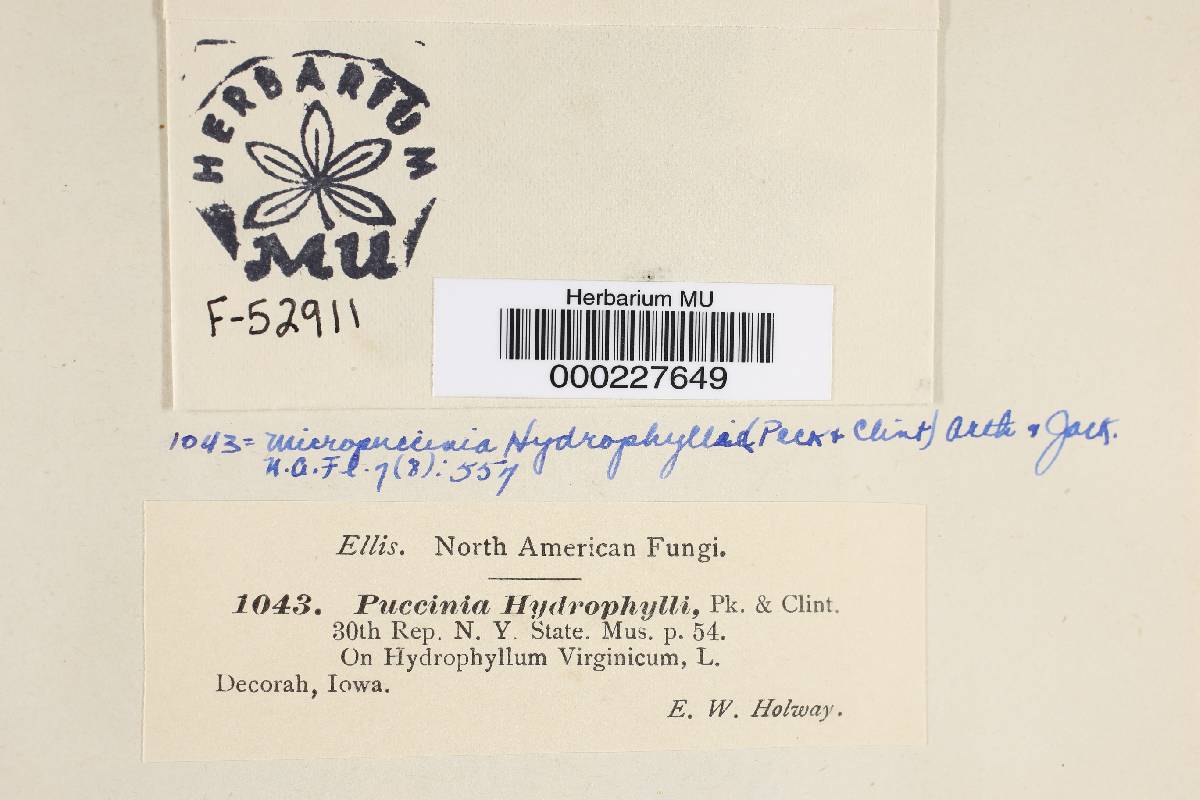 HERBARIUM
MU
F-52911
Herbarium MU
000227649
1043 = Micropuccinia Hydrophylli (Peck & Clint) Arth & Jack.
N.A.Fl. 7(8): 557
Ellis. North American Fungi.
1043. Puccinia Hydrophylli, Pk. & Clint.
30th Rep. N. Y. State. Mus. p. 54.
On Hydrophyllum Virginicum, L.
Decorah, Iowa.
E. W. Holway.